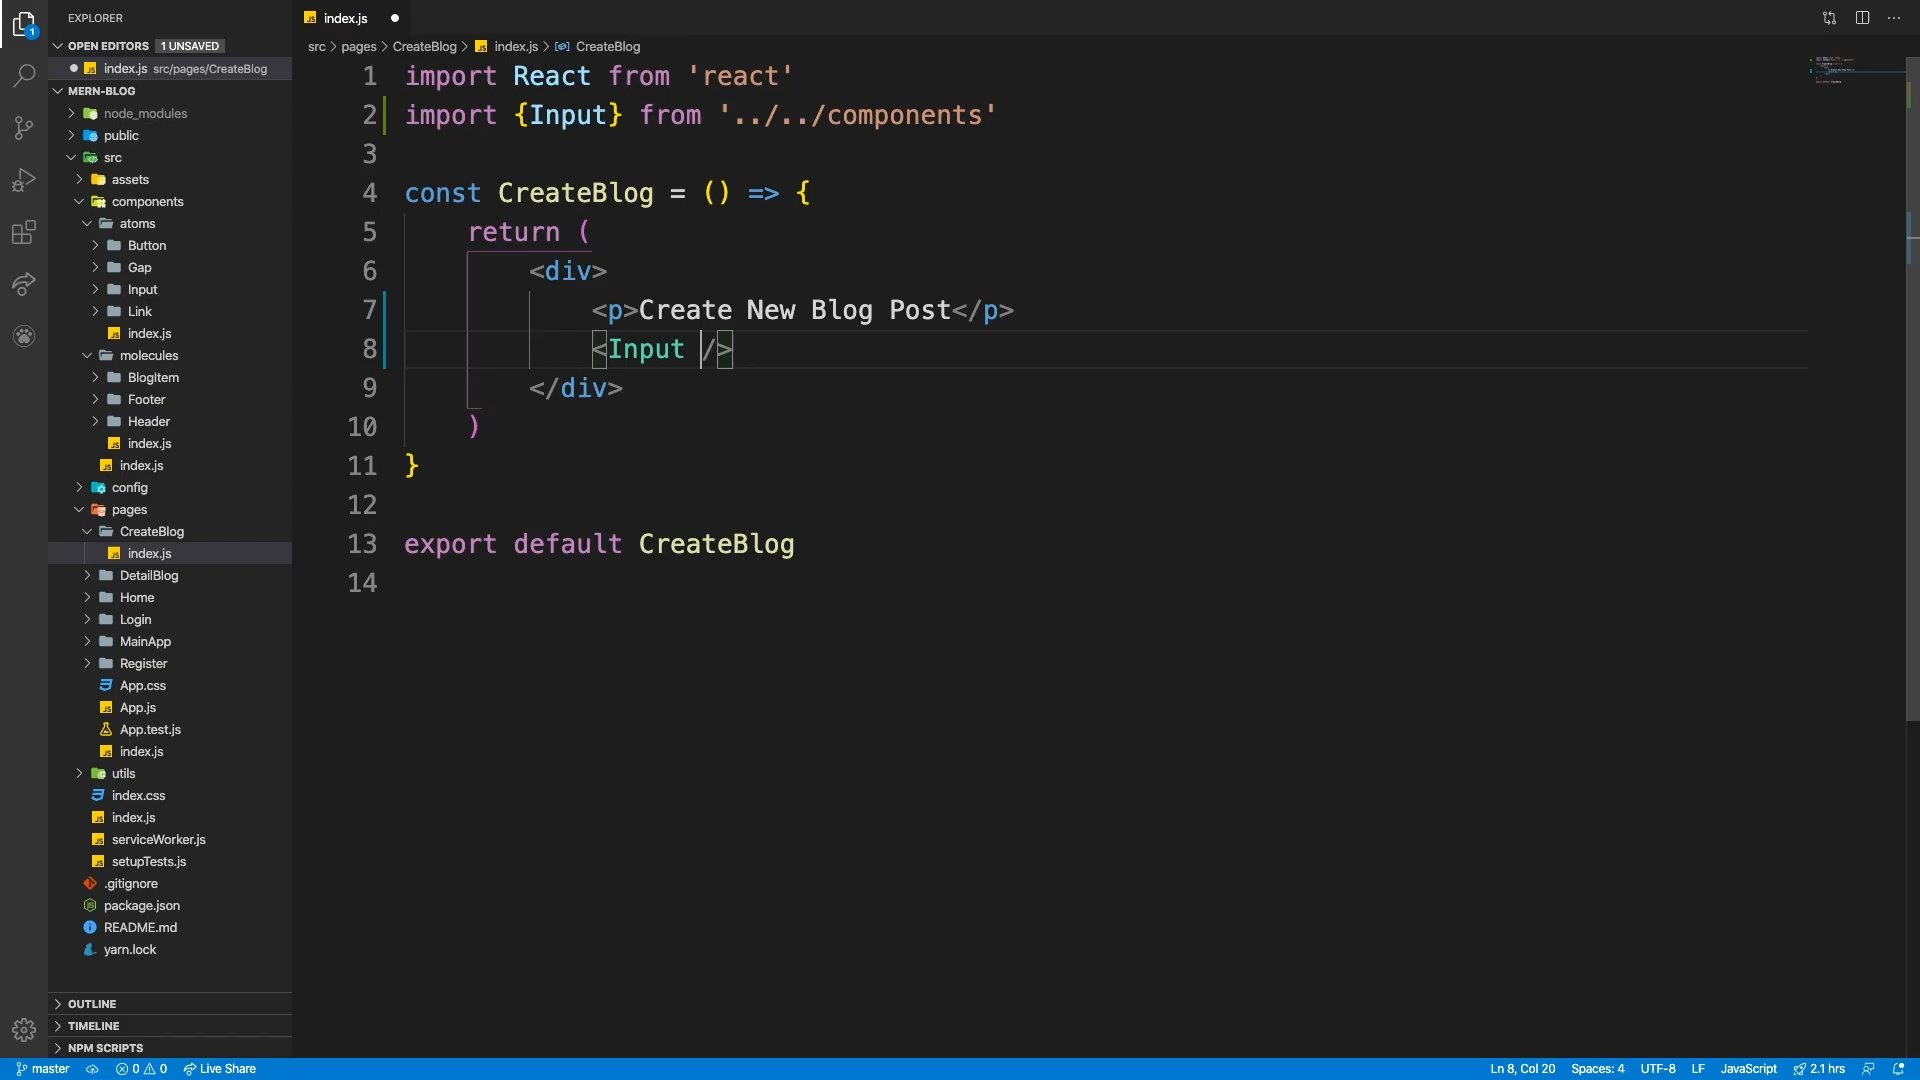 EXPLORER
OPEN EDITORS 1 UNSAVED
index.js src/pages/CreateBlog
MERN-BLOG
node_modules
public
src
assets
components
atoms
Button
Gap
Input
Link
index.js
molecules
BlogItem
Footer
Header
index.js
index.js
config
pages
CreateBlog
index.js
DetailBlog
Home
Login
MainApp
Register
App.css
App.js
App.test.js
index.js
utils
index.css
index.js
serviceWorker.js
setupTests.js
.gitignore
package.json
README.md
yarn.lock
OUTLINE
TIMELINE
NPM SCRIPTS
index.js
src > pages > CreateBlog > index.js > CreateBlog
1 import React from 'react'
2 import {Input} from '../../components'
3
4 const CreateBlog = () => {
5 return (
6 <div>
7 <p>Create New Blog Post</p>
8 <Input />
9 </div>
10 )
11 }
12
13 export default CreateBlog
14
master 0 0 Live Share
Ln 8, Col 20 Spaces: 4 UTF-8 LF JavaScript 2.1 hrs